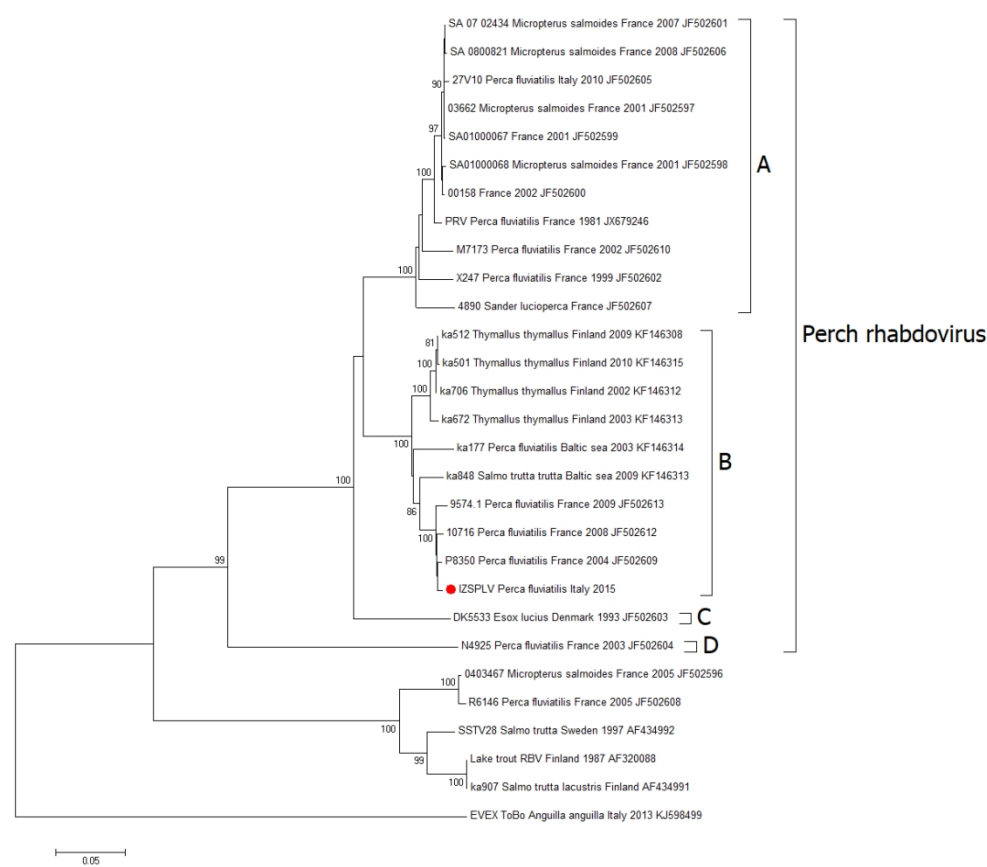 SA 07 02434 Micropterus salmoides France 2007 JF502601
SA 0800821 Micropterus salmoides France 2008 JF502606
27V10 Perca fluviatilis Italy 2010 JF502605
90
03662 Micropterus salmoides France 2001 JF502597
97
SA01000067 France 2001 JF502599
SA01000068 Micropterus salmoides France 2001 JF502598
A
100
00158 France 2002 JF502600
PRV Perca fluviatilis France 1981 JX679246
M7173 Perca fluviatilis France 2002 JF502610
100
X247 Perca fluviatilis France 1999 JF502602
4890 Sander lucioperca France JF502607
Perch rhabdovirus
ka512 Thymallus thymallus Finland 2009 KF146308
81
100
ka501 Thymallus thymallus Finland 2010 KF146315
100
ka706 Thymallus thymallus Finland 2002 KF146312
ka672 Thymallus thymallus Finland 2003 KF146313
100
ka177 Perca fluviatilis Baltic sea 2003 KF146314
B
ka848 Salmo trutta trutta Baltic sea 2009 KF146313
100
9574.1 Perca fluviatilis France 2009 JF502613
86
10716 Perca fluviatilis France 2008 JF502612
100
P8350 Perca fluviatilis France 2004 JF502609
99
IZSPLV Perca fluviatilis Italy 2015
DK5533 Esox lucius Denmark 1993 JF502603
C
N4925 Perca fluviatilis France 2003 JF502604
D
0403467 Micropterus salmoides France 2005 JF502596
100
R6146 Perca fluviatilis France 2005 JF502608
100
SSTV28 Salmo trutta Sweden 1997 AF434992
99
Lake trout RBV Finland 1987 AF320088
100
ka907 Salmo trutta lacustris Finland AF434991
EVEX ToBo Anguilla anguilla Italy 2013 KJ598499
0.05